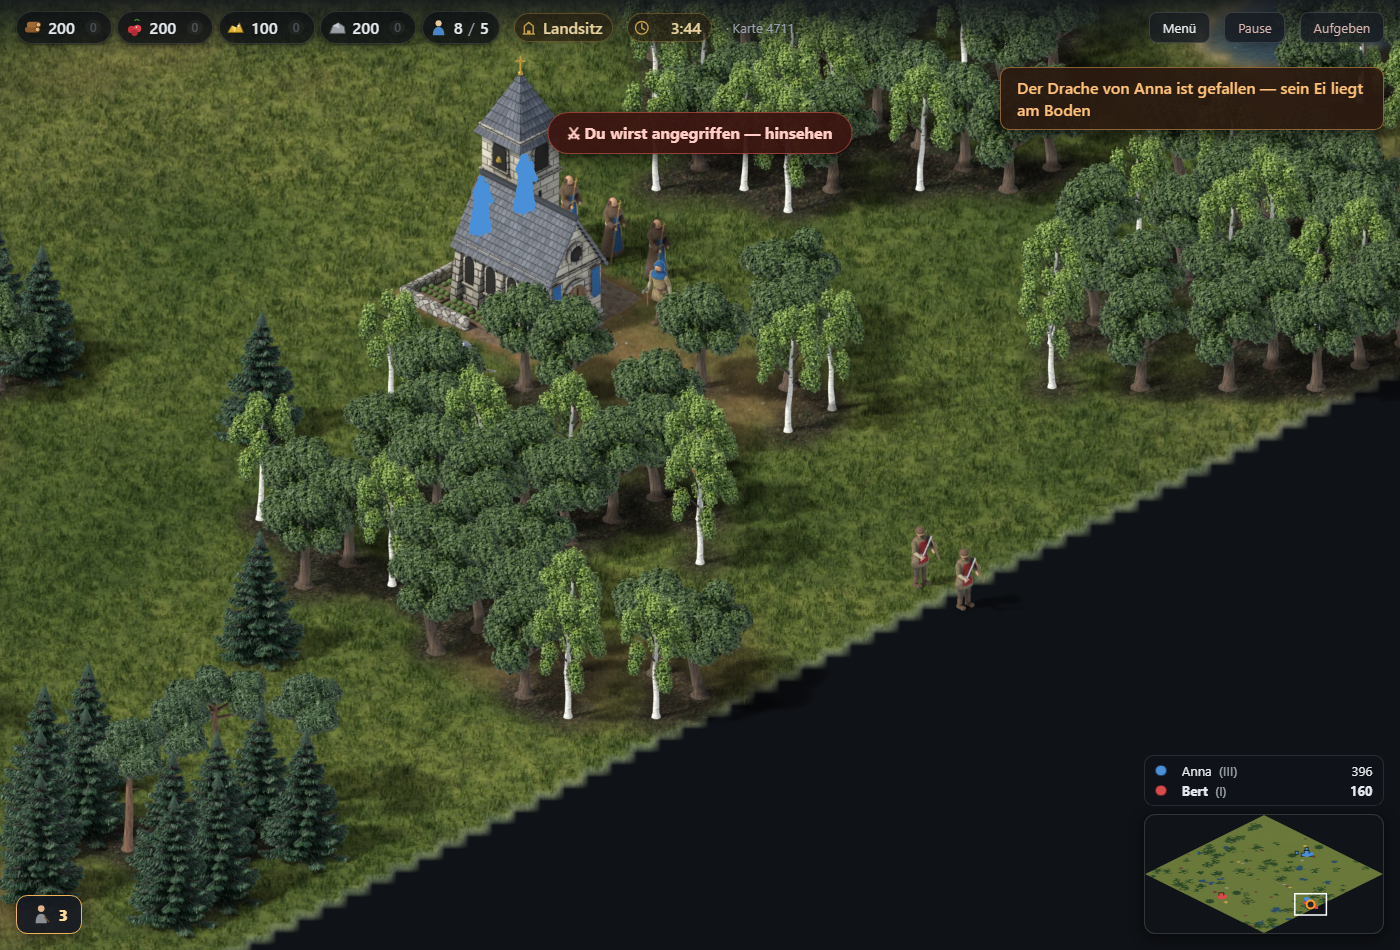 200 0 200 0 100 0 200 0 8 / 5 Landsitz 3:44 · Karte 4711 Menü Pause Aufgeben
Der Drache von Anna ist gefallen — sein Ei liegt
am Boden
⚔ Du wirst angegriffen — hinsehen
Anna (III) 396
Bert (I) 160
3